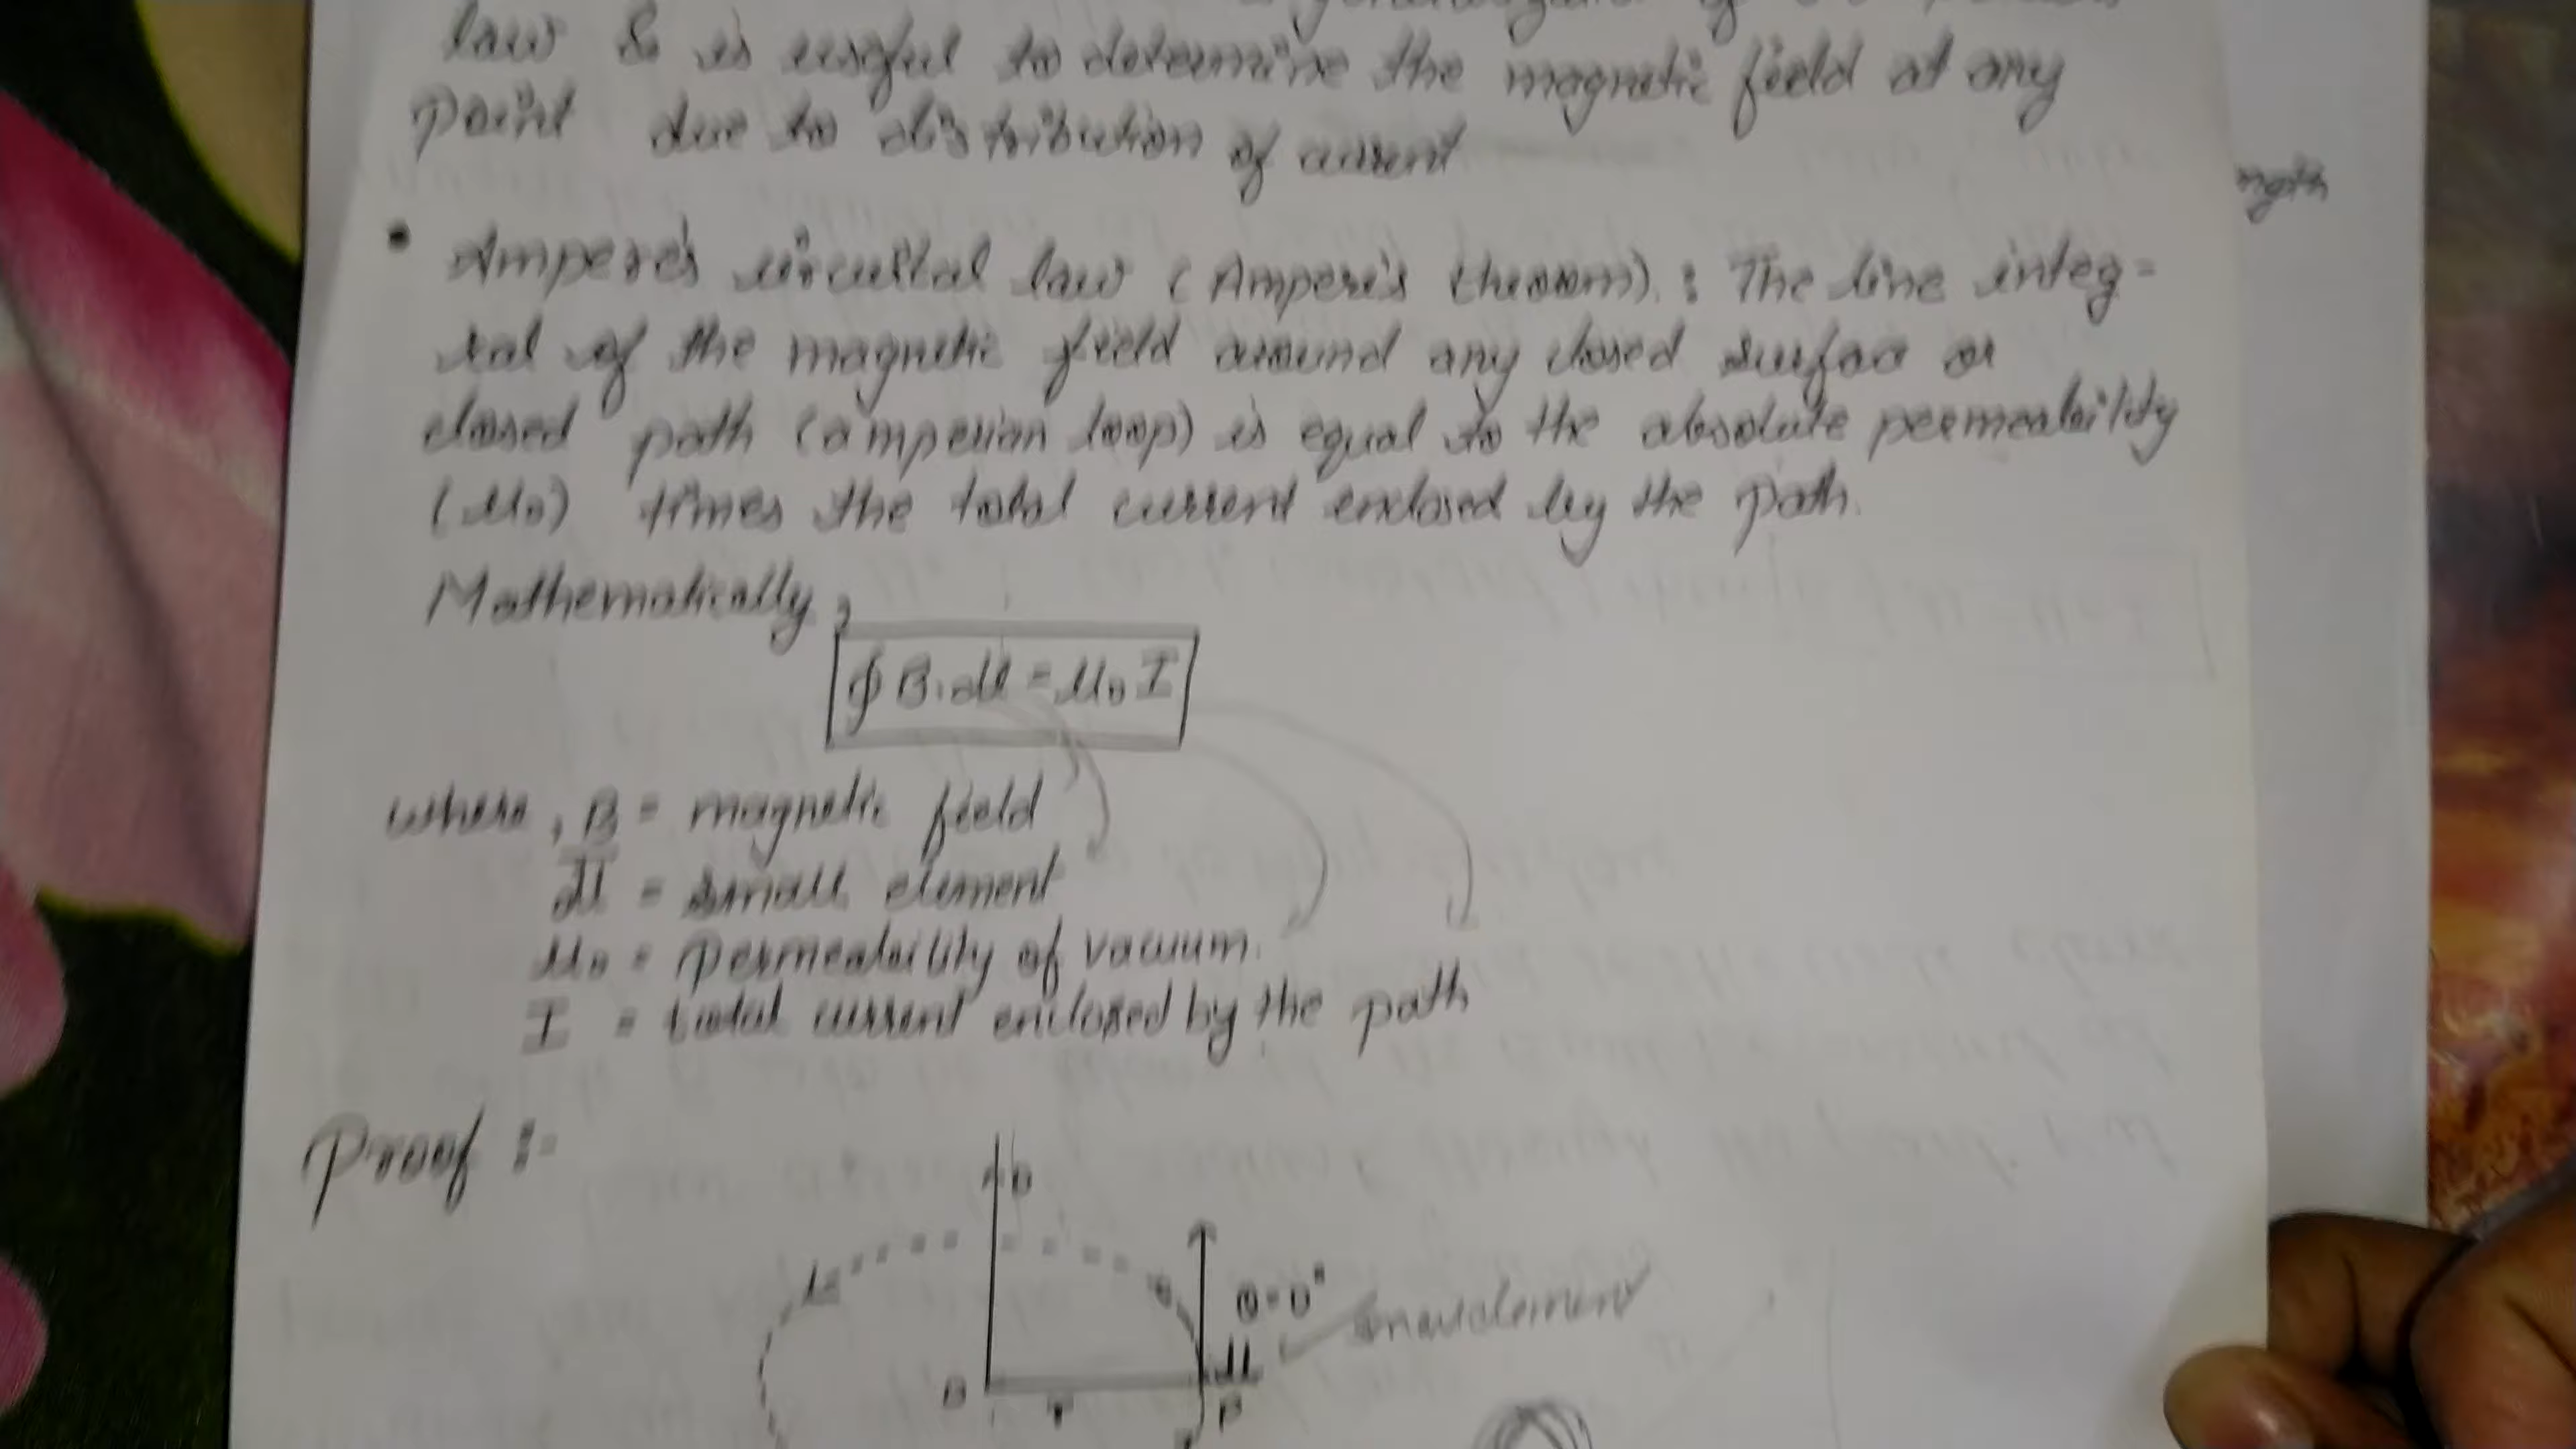 law & is useful to determine the magnetic field at any
point due to distribution of current
ngth
• Ampere's circuital law (Ampere's theorem) : The line integ-
ral of the magnetic field around any closed surface or
closed path (amperian loop) is equal to the absolute permeability
(μ₀) times the total current enclosed by the path.
Mathematically,
∮ B.dl = μ₀ I
where, B = magnetic field
dl = small element
μ₀ = permeability of vacuum.
I = total current enclosed by the path
Proof :-
θ=0°
dl small element
r P